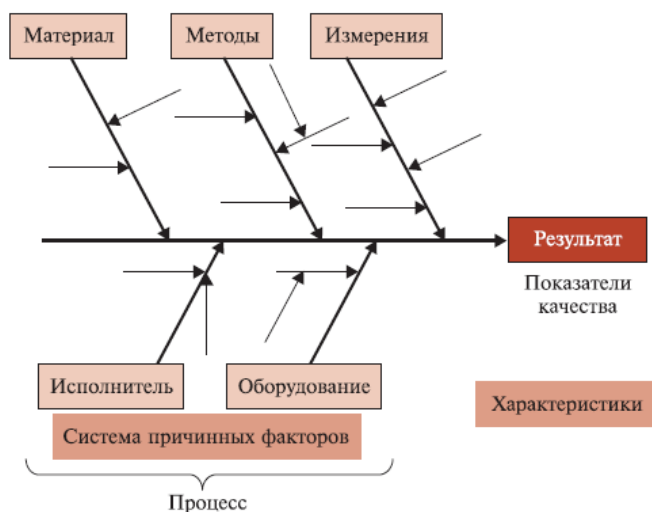 Материал
Методы
Измерения
Результат
Показатели
качества
Исполнитель
Оборудование
Характеристики
Система причинных факторов
Процесс